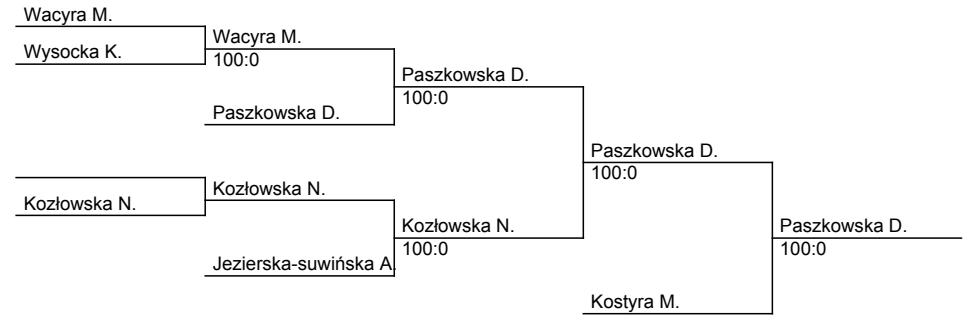 Wacyra M.
Wysocka K.
Wacyra M.
100:0
Paszkowska D.
Paszkowska D.
100:0
Kozłowska N.
Kozłowska N.
Jezierska-suwińska A.
Kozłowska N.
100:0
Paszkowska D.
100:0
Kostyra M.
Paszkowska D.
100:0